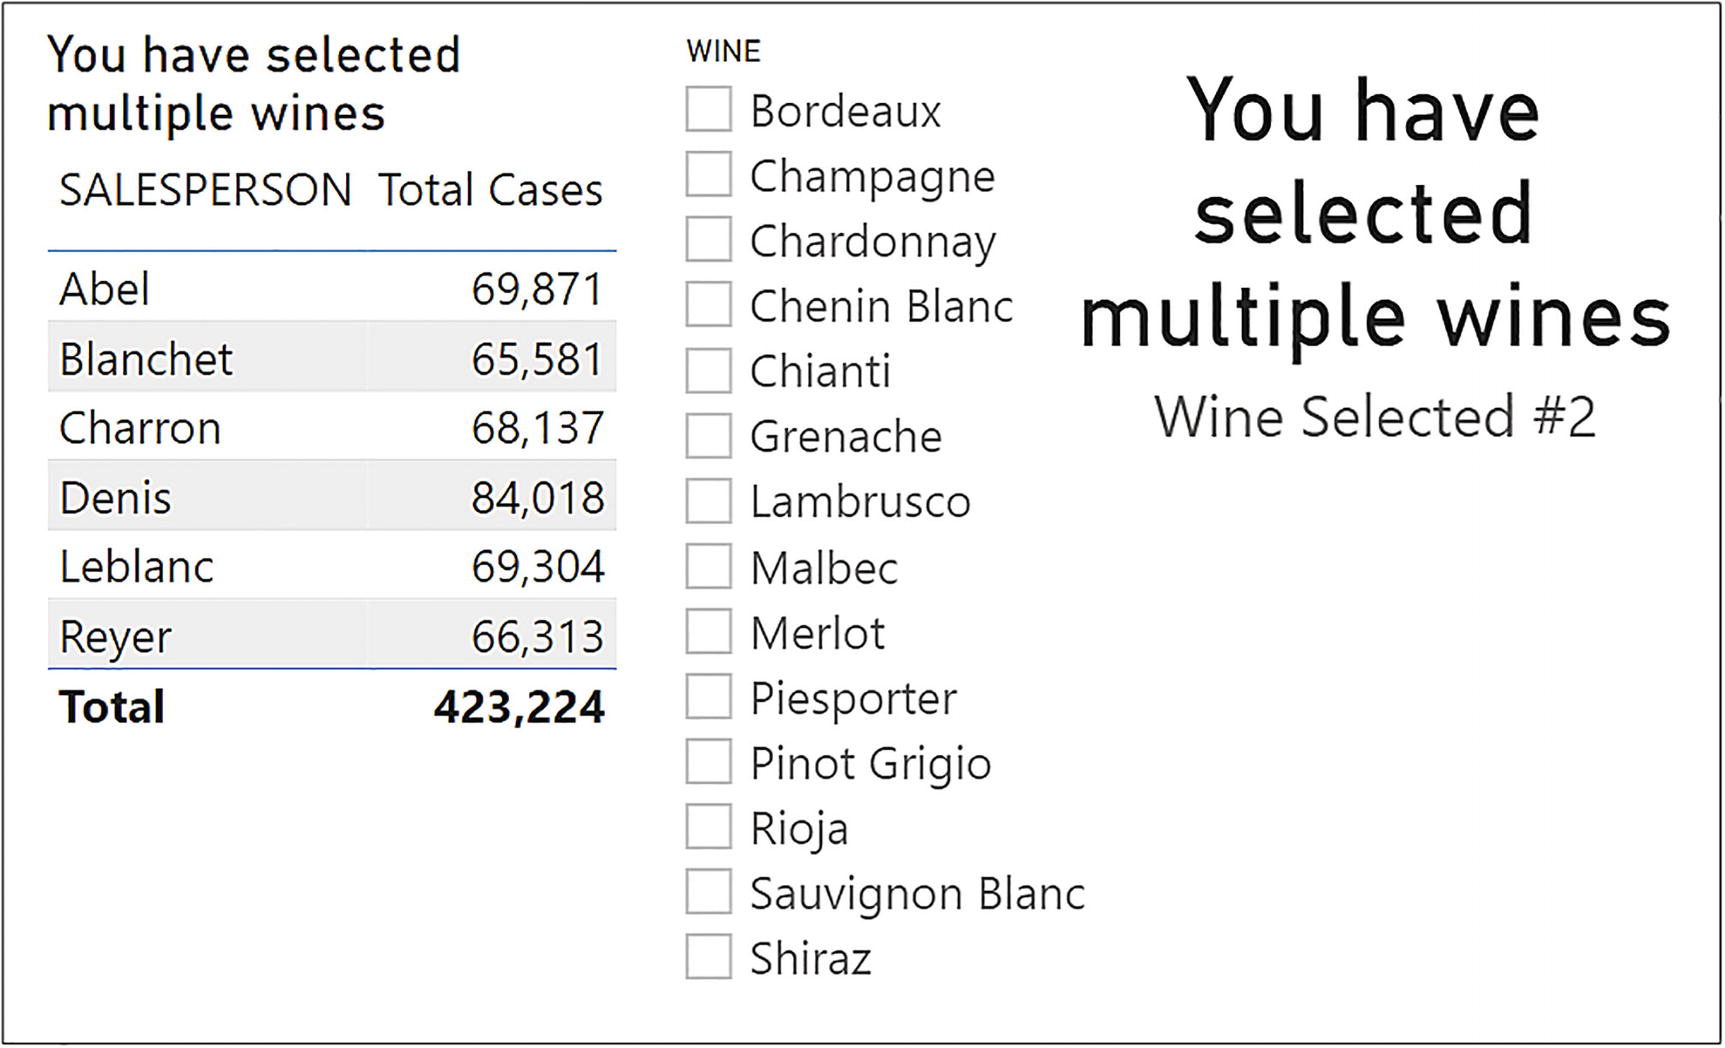 You have selected
multiple wines
SALESPERSON Total Cases
Abel 69,871
Blanchet 65,581
Charron 68,137
Denis 84,018
Leblanc 69,304
Reyer 66,313
Total 423,224
WINE
Bordeaux
Champagne
Chardonnay
Chenin Blanc
Chianti
Grenache
Lambrusco
Malbec
Merlot
Piesporter
Pinot Grigio
Rioja
Sauvignon Blanc
Shiraz
You have
selected
multiple wines
Wine Selected #2